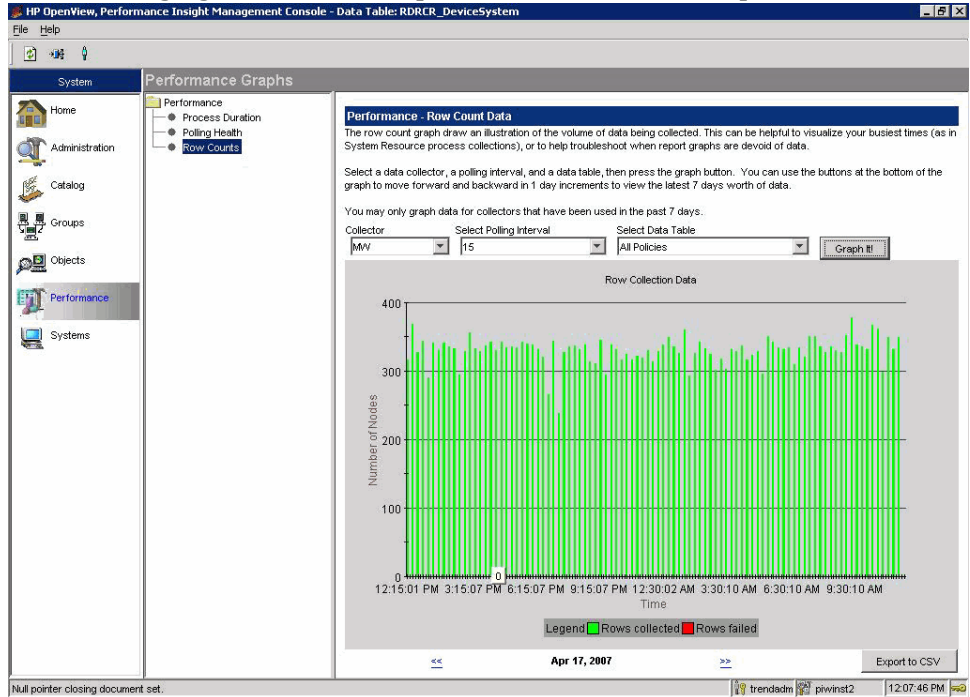 HP OpenView, Performance Insight Management Console - Data Table: RDRCR_DeviceSystem
File Help
System
Performance Graphs
Home
Administration
Catalog
Groups
Objects
Performance
Systems
Performance
Process Duration
Polling Health
Row Counts
Performance - Row Count Data
The row count graph draw an illustration of the volume of data being collected. This can be helpful to visualize your busiest times (as in
System Resource process collections), or to help troubleshoot when report graphs are devoid of data.
Select a data collector, a polling interval, and a data table, then press the graph button. You can use the buttons at the bottom of the
graph to move forward and backward in 1 day increments to view the latest 7 days worth of data.
You may only graph data for collectors that have been used in the past 7 days.
Collector Select Polling Interval Select Data Table
MW 15 All Policies Graph It!
Row Collection Data
400
300
200
100
0
Number of Nodes
0
12:15:01 PM 3:15:07 PM 6:15:07 PM 9:15:07 PM 12:30:02 AM 3:30:10 AM 6:30:10 AM 9:30:10 AM
Time
Legend Rows collected Rows failed
<< Apr 17, 2007 >> Export to CSV
Null pointer closing document set. trendadm piwinst2 12:07:46 PM